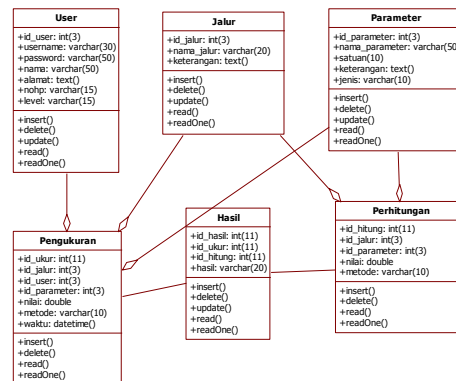 User
+id_user: int(3)
+username: varchar(30)
+password: varchar(50)
+nama: varchar(50)
+alamat: text()
+nohp: varchar(15)
+level: varchar(15)
+insert()
+delete()
+update()
+read()
+readOne()
Jalur
+id_jalur: int(3)
+nama_jalur: varchar(20)
+keterangan: text()
+insert()
+delete()
+update()
+read()
+readOne()
Parameter
+id_parameter: int(3)
+nama_parameter: varchar(50
+satuan(10)
+keterangan: text()
+jenis: varchar(10)
+insert()
+delete()
+update()
+read()
+readOne()
Pengukuran
+id_ukur: int(11)
+id_jalur: int(3)
+id_user: int(3)
+id_parameter: int(3)
+nilai: double
+metode: varchar(10)
+waktu: datetime()
+insert()
+delete()
+read()
+readOne()
Hasil
+id_hasil: int(11)
+id_ukur: int(11)
+id_hitung: int(11)
+hasil: varchar(20)
+insert()
+delete()
+update()
+read()
+readOne()
Perhitungan
+id_hitung: int(11)
+id_jalur: int(3)
+id_parameter: int(3)
+nilai: double
+metode: varchar(10)
+insert()
+delete()
+read()
+readOne()